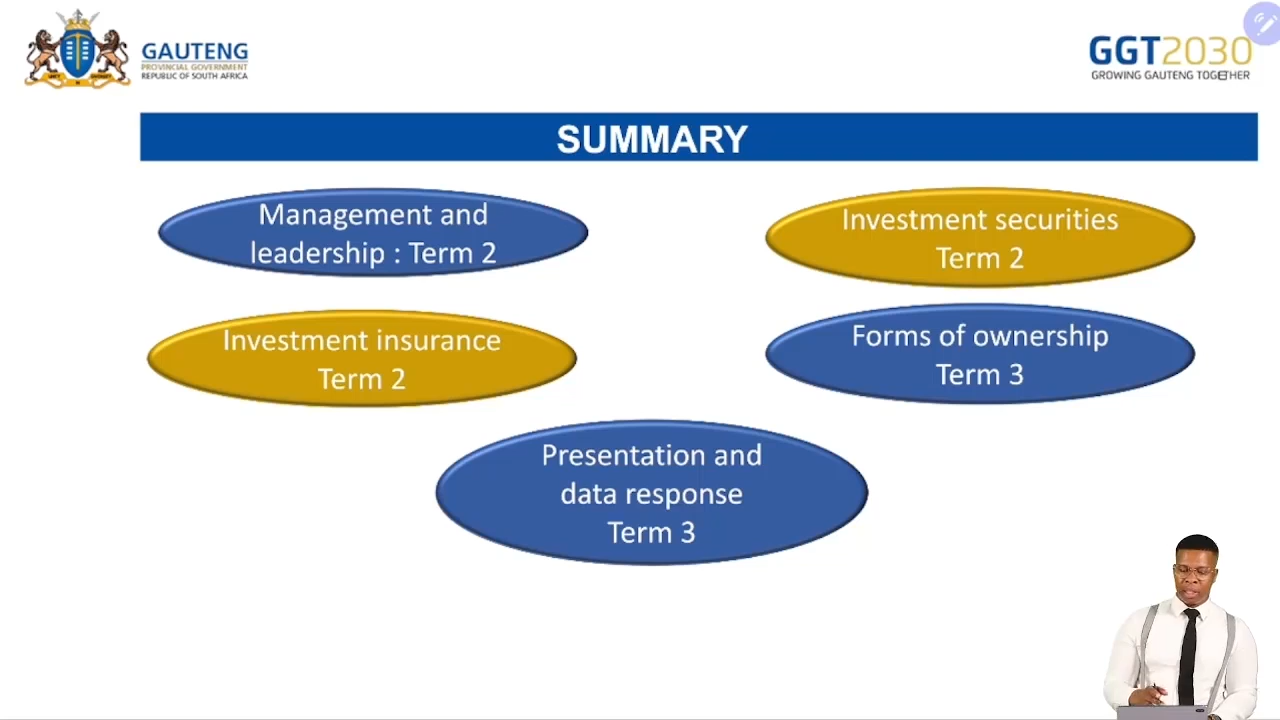 GAUTENG
PROVINCIAL GOVERNMENT
REPUBLIC OF SOUTH AFRICA
GGT2030
GROWING GAUTENG TOGETHER
SUMMARY
Management and
leadership : Term 2
Investment securities
Term 2
Investment insurance
Term 2
Forms of ownership
Term 3
Presentation and
data response
Term 3